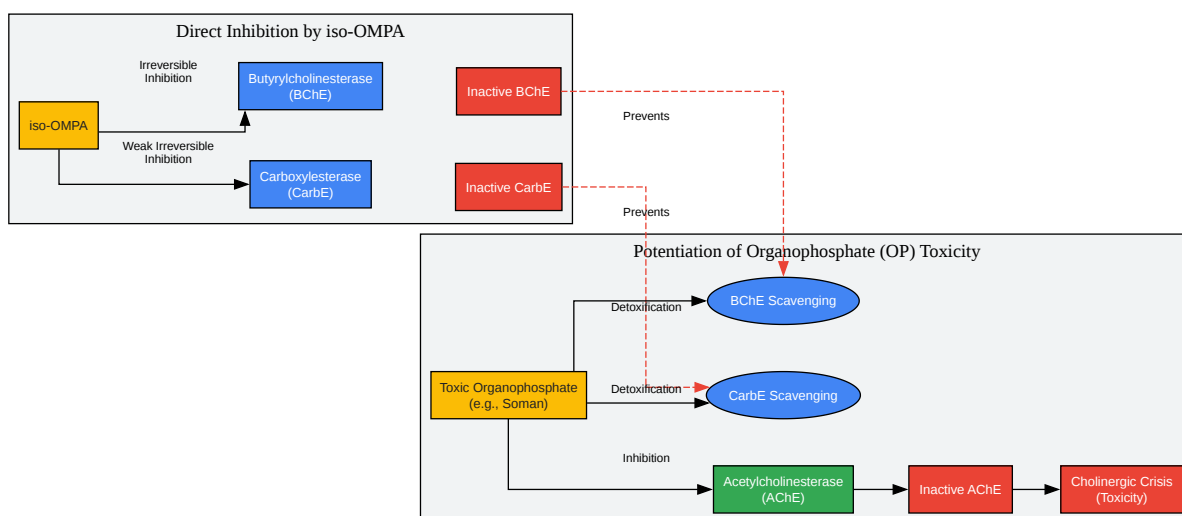 Direct Inhibition by iso-OMPA
Irreversible
Inhibition
Butyrylcholinesterase
(BChE)
Inactive BChE
iso-OMPA
Prevents
Weak Irreversible
Inhibition
Carboxylesterase
(CarbE)
Inactive CarbE
Prevents
Potentiation of Organophosphate (OP) Toxicity
BChE Scavenging
Detoxification
Toxic Organophosphate
(e.g., Soman)
Detoxification
CarbE Scavenging
Inhibition
Acetylcholinesterase
(AChE)
Inactive AChE
Cholinergic Crisis
(Toxicity)